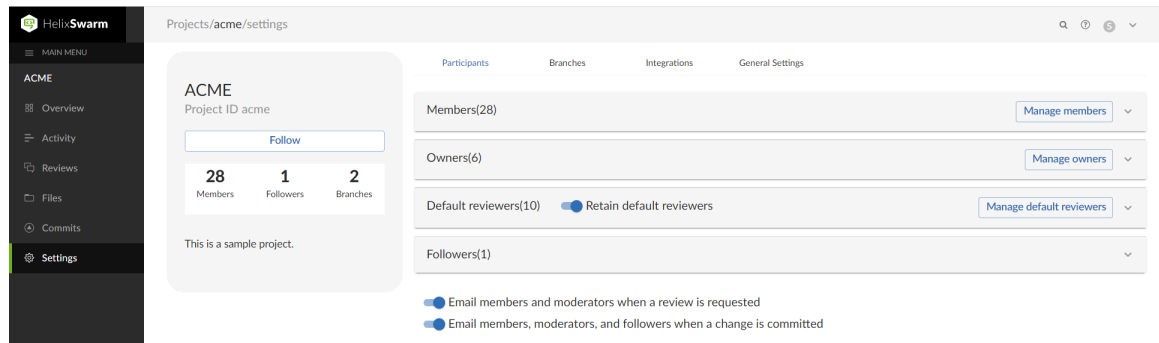 HelixSwarm
Projects/acme/settings
S
MAIN MENU
ACME
Overview
Activity
Reviews
Files
Commits
Settings
ACME
Project ID acme
Follow
28 1 2
Members Followers Branches
This is a sample project.
Participants Branches Integrations General Settings
Members(28) Manage members
Owners(6) Manage owners
Default reviewers(10) Retain default reviewers Manage default reviewers
Followers(1)
Email members and moderators when a review is requested
Email members, moderators, and followers when a change is committed